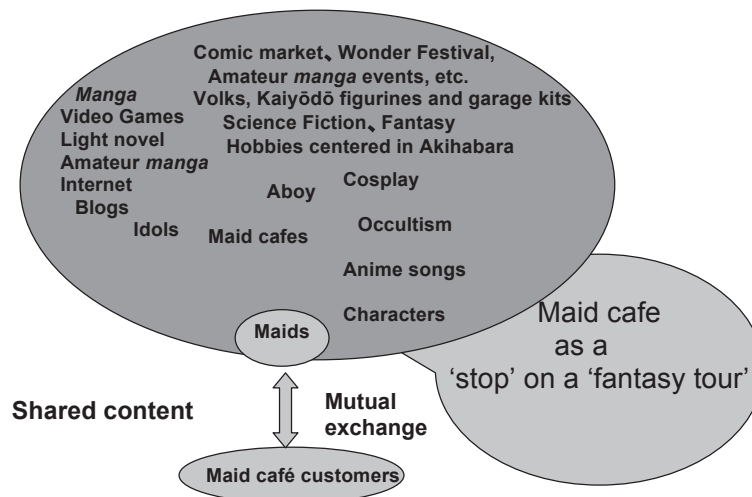 Comic market、Wonder Festival,
Amateur manga events, etc.
Manga
Volks, Kaiyōdō figurines and garage kits
Video Games
Science Fiction、Fantasy
Light novel
Hobbies centered in Akihabara
Amateur manga
Internet
Cosplay
Aboy
Blogs
Idols
Maid cafes
Occultism
Anime songs
Characters
Maids
Maid cafe
as a
‘stop’ on a ‘fantasy tour’
Shared content
Mutual
exchange
Maid café customers